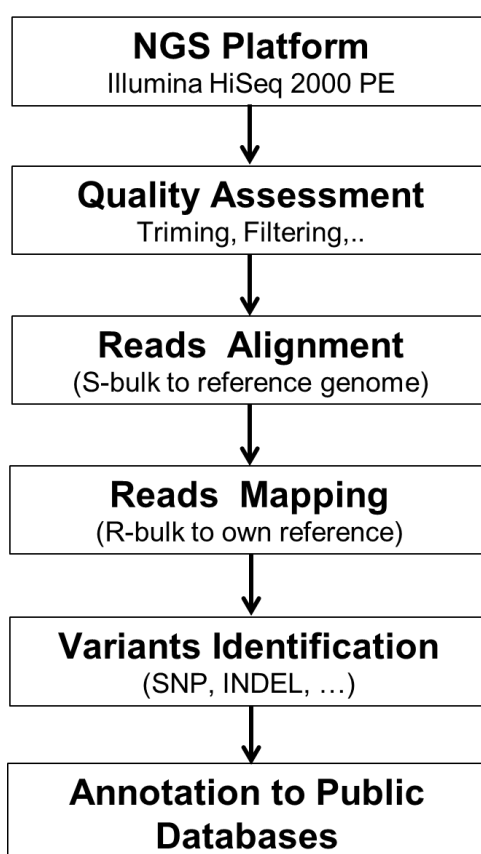 NGS Platform
Illumina HiSeq 2000 PE
Quality Assessment
Triming, Filtering,..
Reads Alignment
(S-bulk to reference genome)
Reads Mapping
(R-bulk to own reference)
Variants Identification
(SNP, INDEL, …)
Annotation to Public
Databases